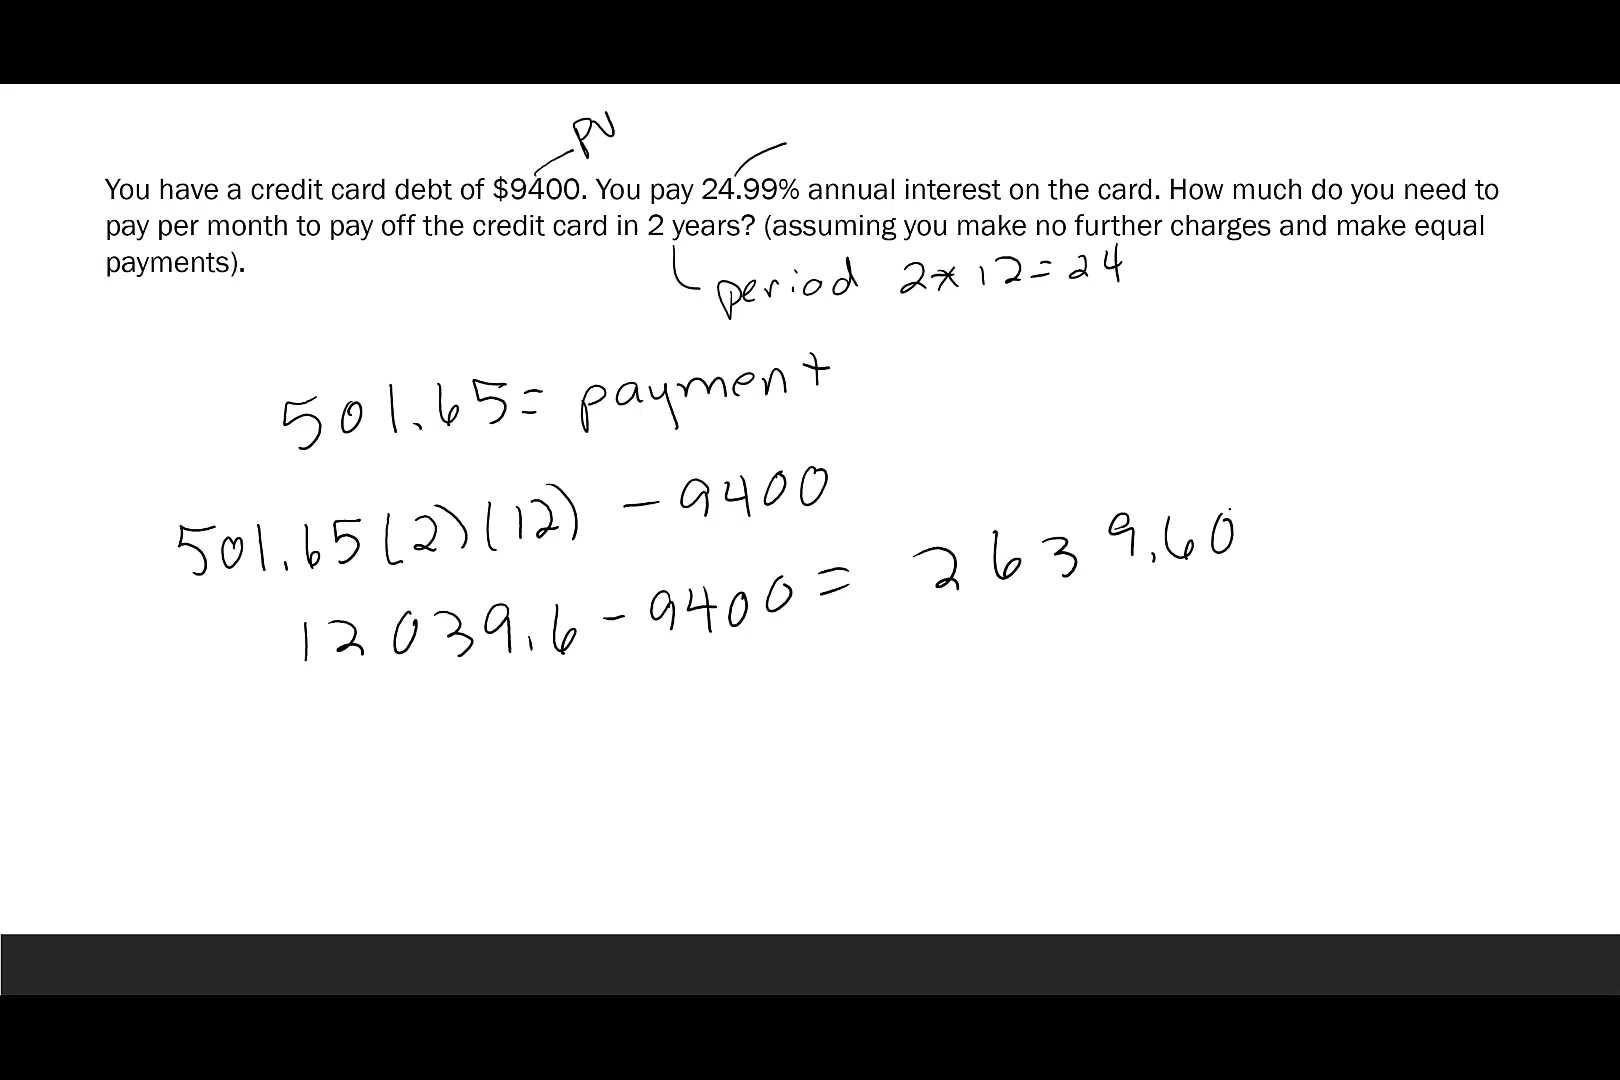 PV
You have a credit card debt of $9400. You pay 24.99% annual interest on the card. How much do you need to
pay per month to pay off the credit card in 2 years? (assuming you make no further charges and make equal
payments).
period 2*12=24
501.65= payment
501.65(2)(12) - 9400
12039.6-9400= 2639.60